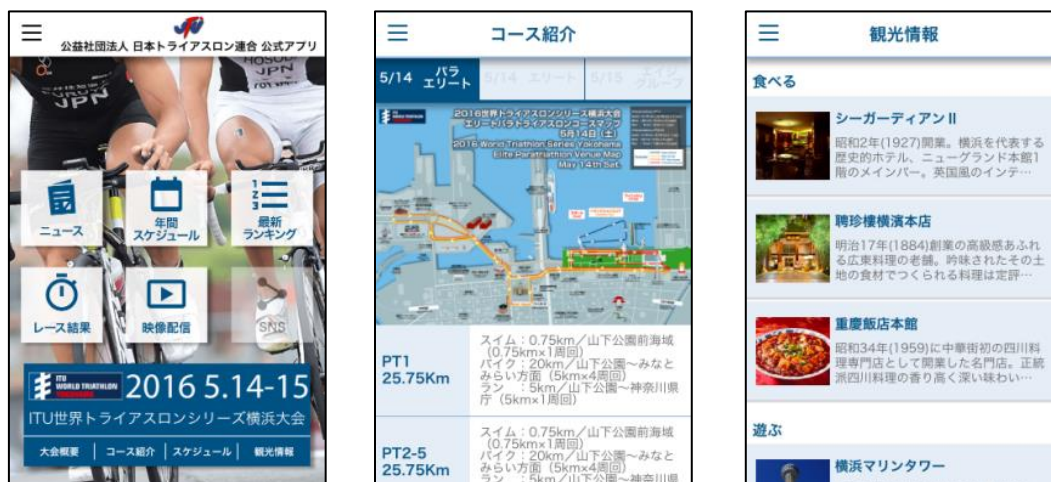 公益社団法人 日本トライアスロン連合 公式アプリ
JPN
JPN
ニュース
年間
スケジュール
1
2
3
最新
ランキング
レース結果
映像配信
SNS
ITU
WORLD TRIATHLON
YOKOHAMA
2016 5.14-15
ITU世界トライアスロンシリーズ横浜大会
大会概要
コース紹介
スケジュール
観光情報
コース紹介
5/14 パラ
エリート
5/14 エリート
5/15 エイジ
グループ
2016世界トライアスロンシリーズ横浜大会
エリートパラトライアスロンコースマップ
5月14日（土）
2016 World Triathlon Series Yokohama
Elite Paratriathlon Venue Map
May 14th Sat.
PT1
25.75Km
スイム：0.75km／山下公園前海域
（0.75km×1周回）
バイク：20km／山下公園～みなと
みらい方面（5km×4周回）
ラン　：5km／山下公園～神奈川県
庁（5km×1周回）
PT2-5
25.75Km
スイム：0.75km／山下公園前海域
（0.75km×1周回）
バイク：20km／山下公園～みなと
みらい方面（5km×4周回）
ラン　：5km／山下公園～神奈川県
観光情報
食べる
シーガーディアンⅡ
昭和2年(1927)開業。横浜を代表する
歴史的ホテル、ニューグランド本館1
階のメインバー。英国風のインテ…
聘珍樓横濱本店
明治17年(1884)創業の高級感あふれ
る広東料理の老舗。吟味されたその土
地の食材でつくられる料理は定評…
重慶飯店本館
昭和34年(1959)に中華街初の四川料
理専門店として開業した名門店。正統
派四川料理の香り高く深い味わい…
遊ぶ
横浜マリンタワー